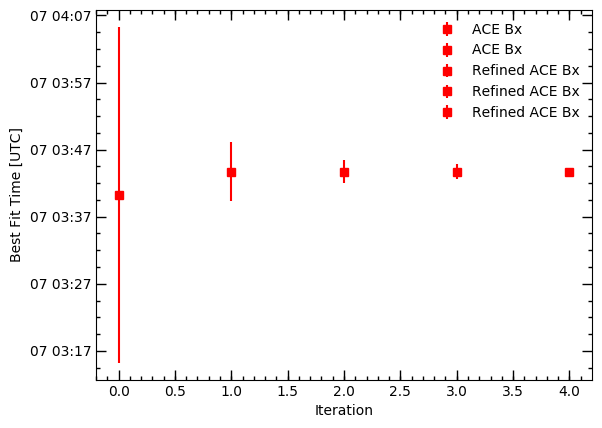 07 04:07
07 03:57
07 03:47
07 03:37
07 03:27
07 03:17
Best Fit Time [UTC]
ACE Bx
ACE Bx
Refined ACE Bx
Refined ACE Bx
Refined ACE Bx
0.0 0.5 1.0 1.5 2.0 2.5 3.0 3.5 4.0
Iteration